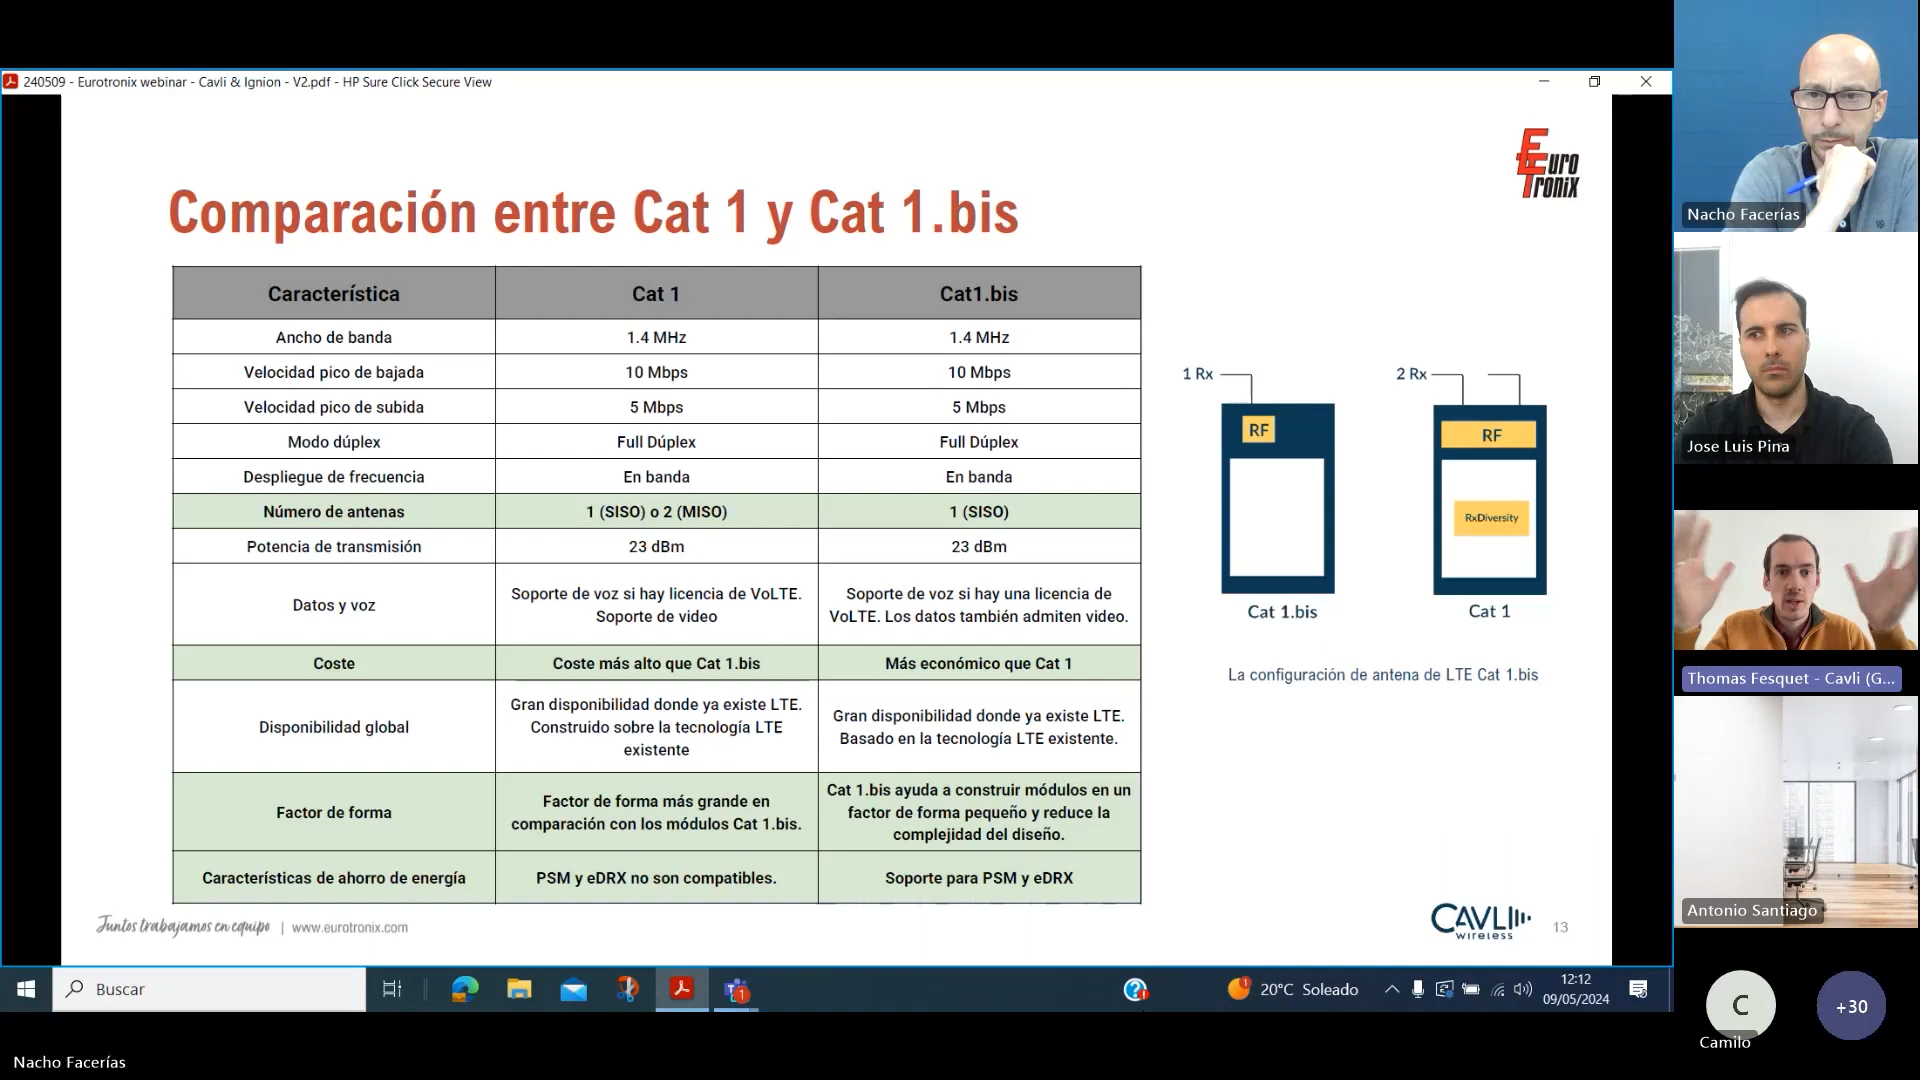 240509 - Eurotronix webinar - Cavli & Ignion - V2.pdf - HP Sure Click Secure View
Euro
Tronix
Comparación entre Cat 1 y Cat 1.bis
Característica Cat 1 Cat1.bis
Ancho de banda 1.4 MHz 1.4 MHz
Velocidad pico de bajada 10 Mbps 10 Mbps
Velocidad pico de subida 5 Mbps 5 Mbps
Modo dúplex Full Dúplex Full Dúplex
Despliegue de frecuencia En banda En banda
Número de antenas 1 (SISO) o 2 (MISO) 1 (SISO)
Potencia de transmisión 23 dBm 23 dBm
Datos y voz
Soporte de voz si hay licencia de VoLTE.
Soporte de video
Soporte de voz si hay una licencia de
VoLTE. Los datos también admiten video.
Coste Coste más alto que Cat 1.bis Más económico que Cat 1
Disponibilidad global
Gran disponibilidad donde ya existe LTE.
Construido sobre la tecnología LTE
existente
Gran disponibilidad donde ya existe LTE.
Basado en la tecnología LTE existente.
Factor de forma
Factor de forma más grande en
comparación con los módulos Cat 1.bis.
Cat 1.bis ayuda a construir módulos en un
factor de forma pequeño y reduce la
complejidad del diseño.
Características de ahorro de energía PSM y eDRX no son compatibles. Soporte para PSM y eDRX
1 Rx
RF
Cat 1.bis
2 Rx
RF
RxDiversity
Cat 1
La configuración de antena de LTE Cat 1.bis
Juntos trabajamos en equipo | www.eurotronix.com
CAVLI
wireless
13
Buscar
20°C Soleado
12:12
09/05/2024
Nacho Facerías
Nacho Facerías
Jose Luis Pina
Thomas Fesquet - Cavli (G...
Antonio Santiago
C
Camilo
+30